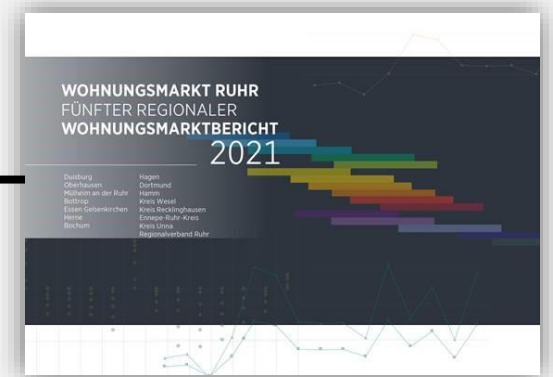 WOHNUNGSMARKT RUHR
FÜNFTER REGIONALER
WOHNUNGSMARKTBERICHT
2021
Duisburg
Oberhausen
Mülheim an der Ruhr
Bottrop
Essen Gelsenkirchen
Herne
Bochum
Hagen
Dortmund
Hamm
Kreis Wesel
Kreis Recklinghausen
Ennepe-Ruhr-Kreis
Kreis Unna
Regionalverband Ruhr